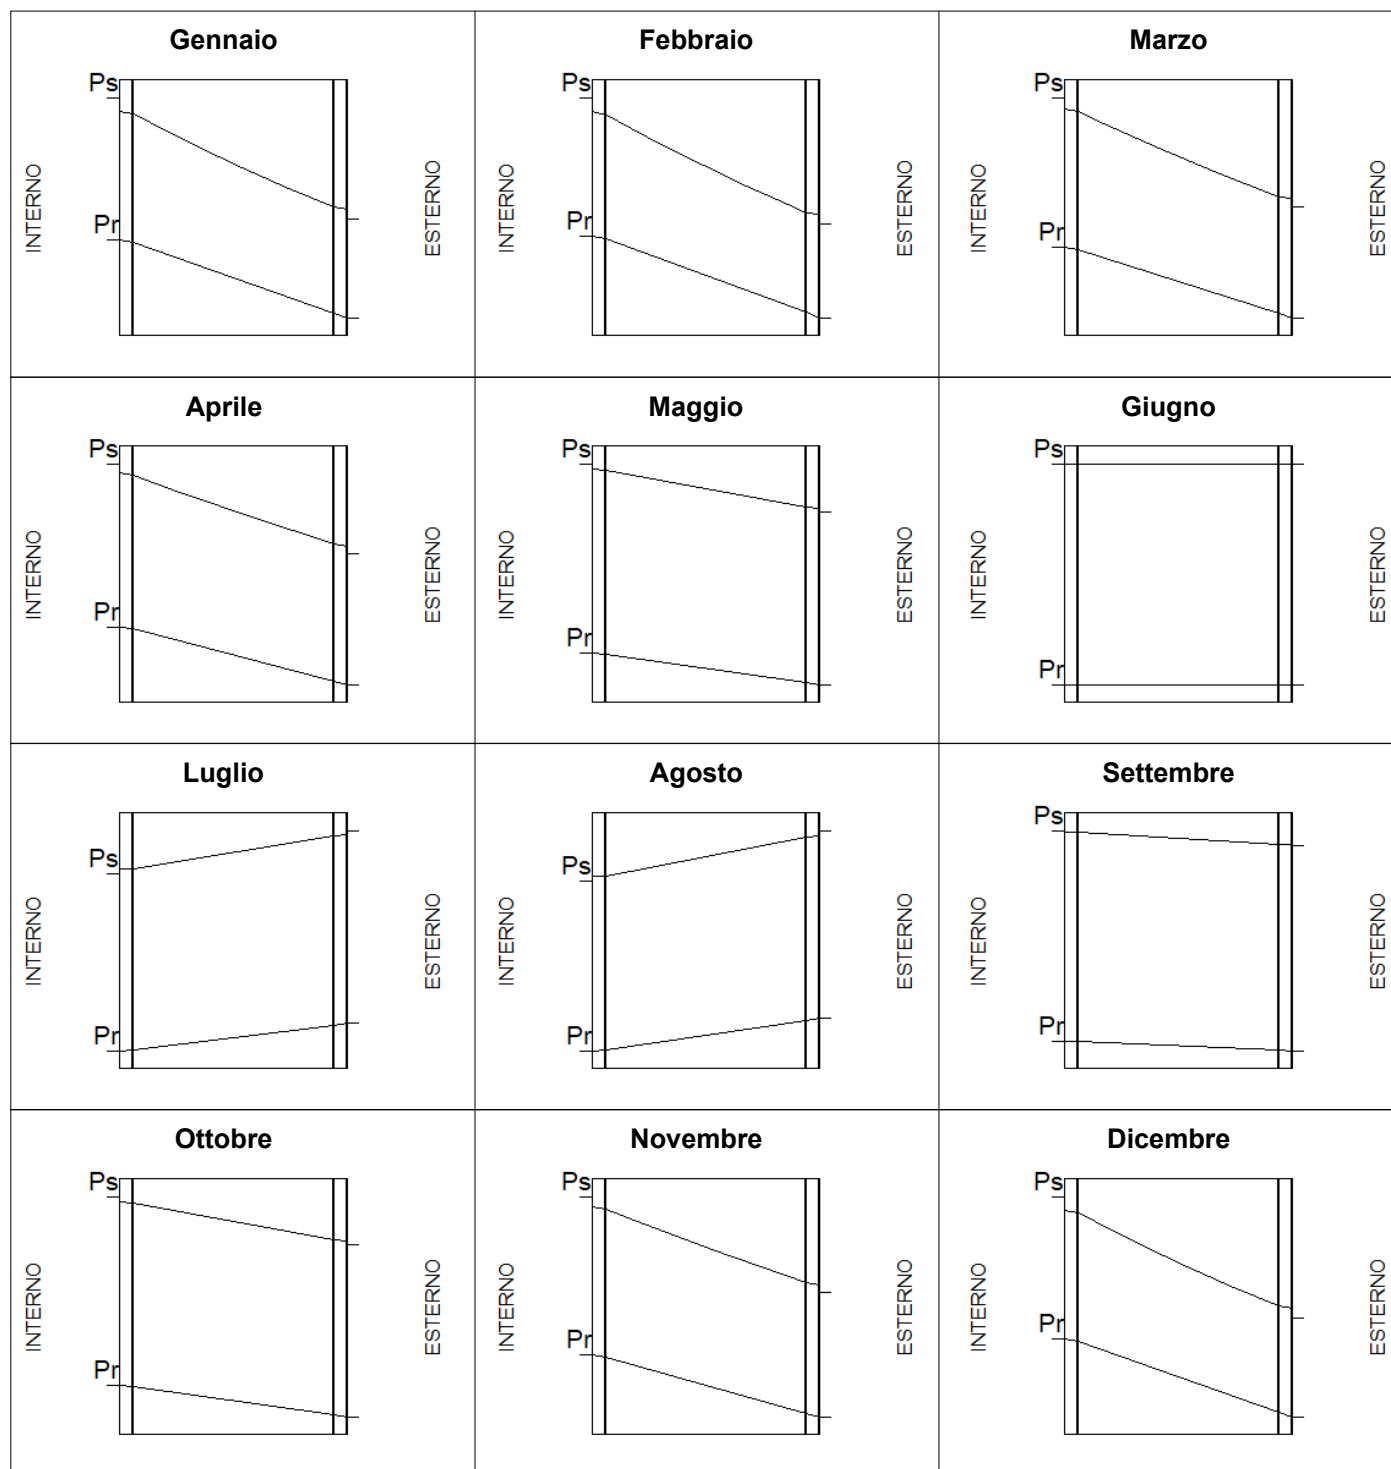 Gennaio
Ps
Pr
INTERNO
ESTERNO
Febbraio
Ps
Pr
INTERNO
ESTERNO
Marzo
Ps
Pr
INTERNO
ESTERNO
Aprile
Ps
Pr
INTERNO
ESTERNO
Maggio
Ps
Pr
INTERNO
ESTERNO
Giugno
Ps
Pr
INTERNO
ESTERNO
Luglio
Ps
Pr
INTERNO
ESTERNO
Agosto
Ps
Pr
INTERNO
ESTERNO
Settembre
Ps
Pr
INTERNO
ESTERNO
Ottobre
Ps
Pr
INTERNO
ESTERNO
Novembre
Ps
Pr
INTERNO
ESTERNO
Dicembre
Ps
Pr
INTERNO
ESTERNO